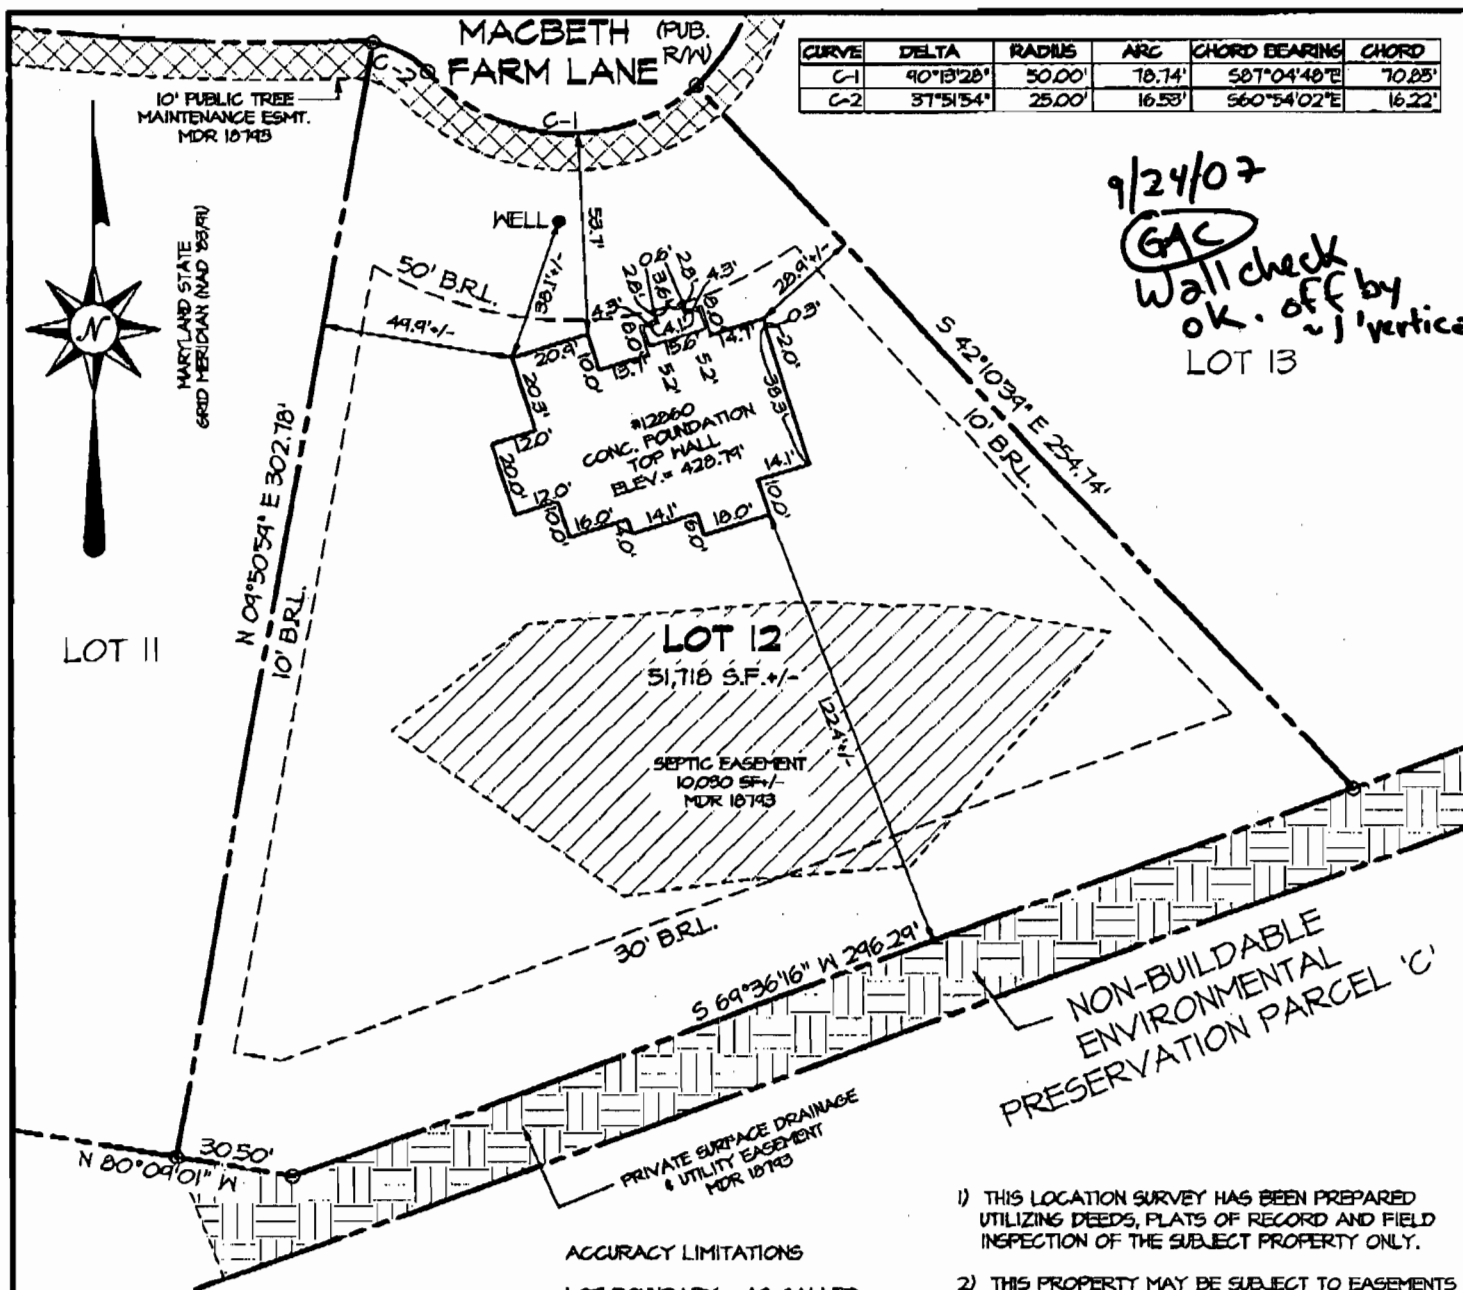 MACBETH (PUB.
FARM LANE R/W)
CURVE DELTA RADIUS ARC CHORD BEARING CHORD
C-1 90°13'28" 50.00' 78.74' S87°04'48"E 70.85'
C-2 37°51'54" 25.00' 16.53' S60°54'02"E 16.22'
C-2
C-1
10' PUBLIC TREE
MAINTENANCE ESMT.
MDR 18793
9/24/07
GAC
Wall check
ok. off by
~1' vertica
LOT 13
WELL
53.7'
38.1'+/-
50' B.R.L.
49.9'+/-
28.9'+/-
MARYLAND STATE
GRID MERIDIAN (NAD '83/91)
N
4.3'
2.8'
3.6'
0.6'
2.8'
4.3'
8.0'
4.1'
20.9'
10.0'
13.7'
15.6'
14.7'
0.3'
2.0'
5.2'
5.2'
38.3'
20.3'
12.0'
20.0'
12.0'
10.0'
16.0'
14.1'
6.0'
18.0'
10.0'
14.1'
#12860
CONC. FOUNDATION
TOP WALL
ELEV.= 428.79'
S 42°10'39" E 254.74'
10' B.R.L.
N 09°50'59" E 302.78'
10' B.R.L.
LOT 11
LOT 12
51,718 S.F.+/-
122.4'+/-
SEPTIC EASEMENT
10,030 SF+/-
MDR 18793
30' B.R.L.
S 69°36'16" W 296.29'
NON-BUILDABLE
ENVIRONMENTAL
PRESERVATION PARCEL 'C'
30.50'
N 80°09'01" W
PRIVATE SURFACE DRAINAGE
& UTILITY EASEMENT
MDR 18793
ACCURACY LIMITATIONS
1) THIS LOCATION SURVEY HAS BEEN PREPARED
UTILIZING DEEDS, PLATS OF RECORD AND FIELD
INSPECTION OF THE SUBJECT PROPERTY ONLY.
2) THIS PROPERTY MAY BE SUBJECT TO EASEMENTS